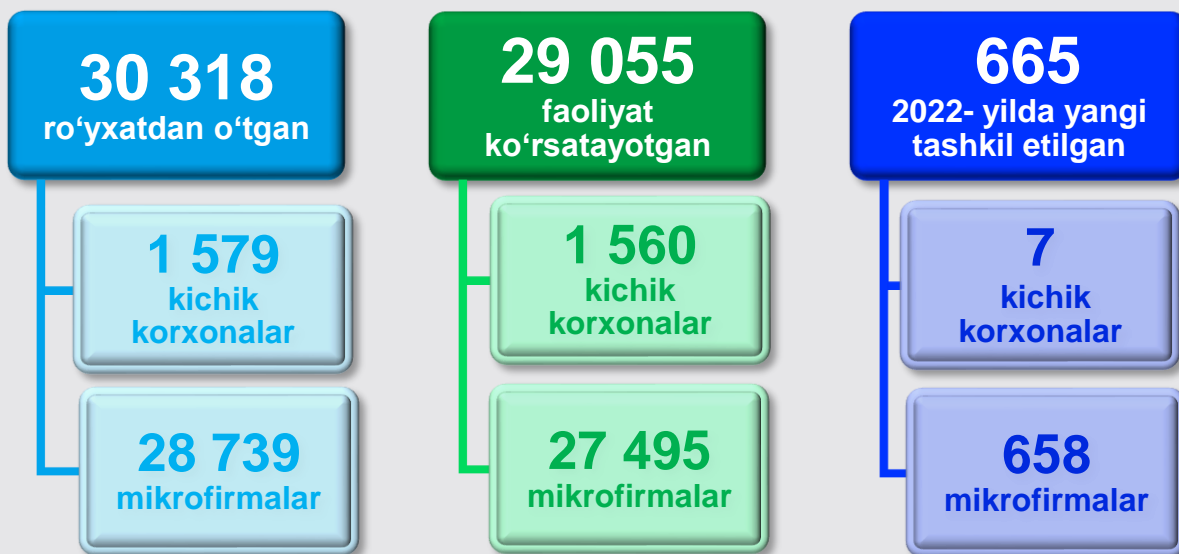 30 318
ro‘yxatdan o‘tgan
1 579
kichik
korxonalar
28 739
mikrofirmalar
29 055
faoliyat
ko‘rsatayotgan
1 560
kichik
korxonalar
27 495
mikrofirmalar
665
2022- yilda yangi
tashkil etilgan
7
kichik
korxonalar
658
mikrofirmalar